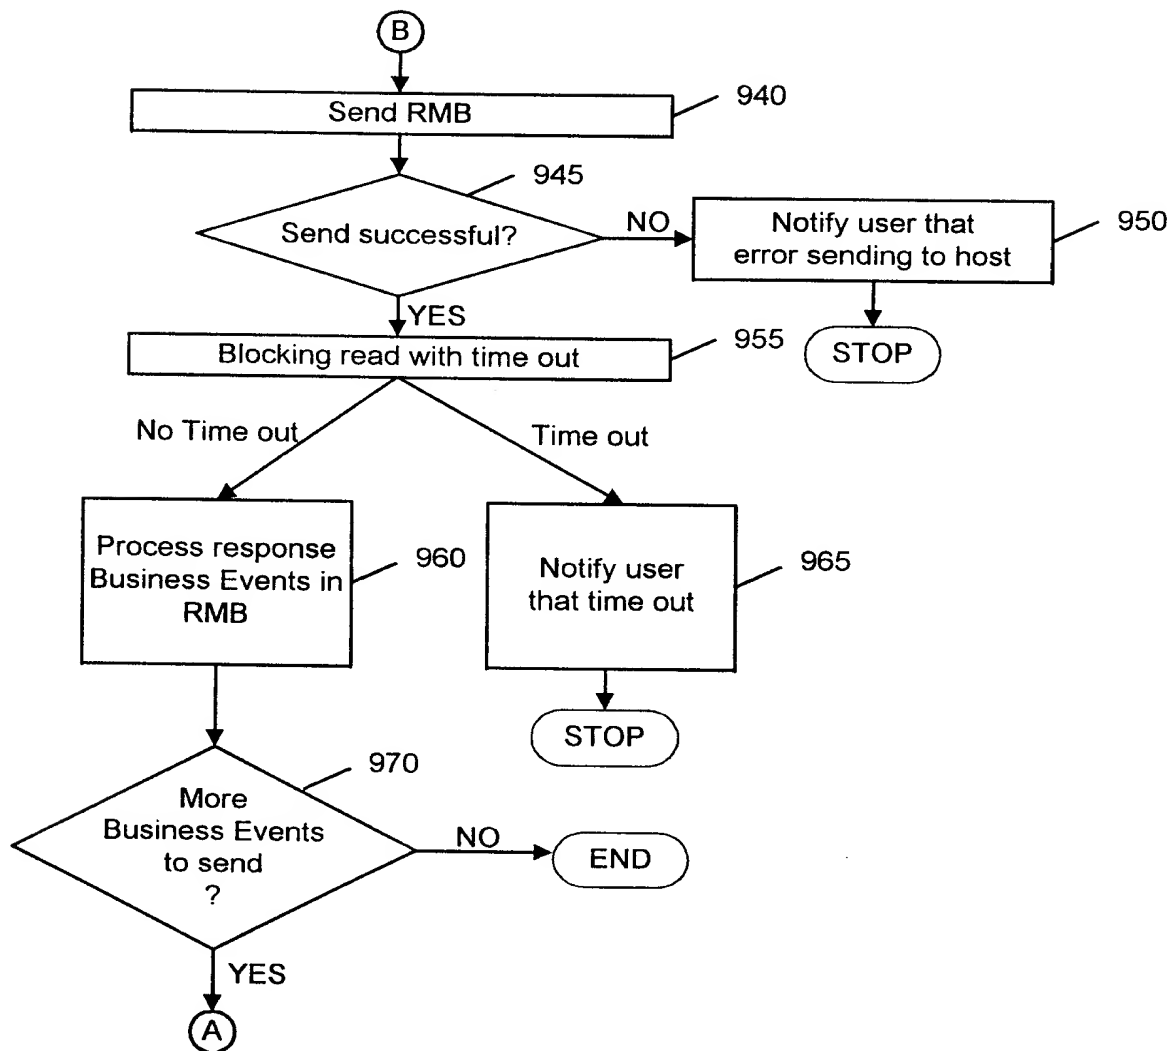 B
Send RMB
940
945
Send successful?
NO
Notify user that
error sending to host
950
YES
STOP
Blocking read with time out
955
No Time out
Time out
Process response
Business Events in
RMB
960
Notify user
that time out
965
STOP
970
More
Business Events
to send
?
NO
END
YES
A